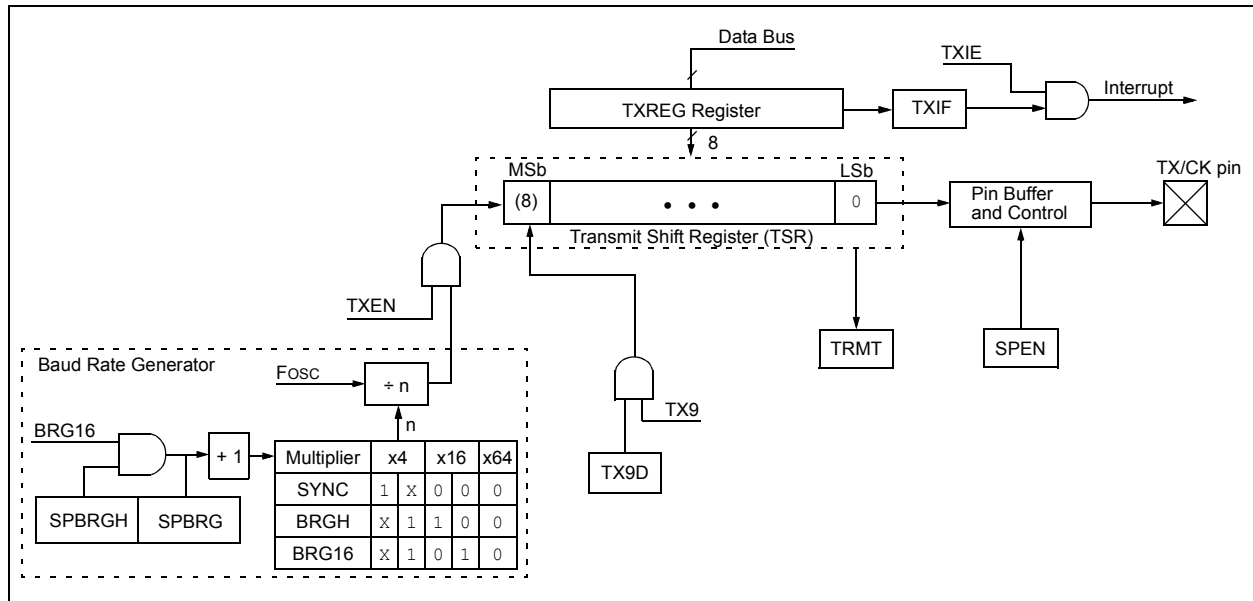 Data Bus
TXIE
Interrupt
TXREG Register
TXIF
8
MSb
LSb
TX/CK pin
(8)
• • •
0
Pin Buffer
and Control
Transmit Shift Register (TSR)
TXEN
TRMT
SPEN
Baud Rate Generator
FOSC
÷ n
n
TX9
BRG16
+ 1
TX9D
Multiplier x4 x16 x64
SYNC 1 X 0 0 0
BRGH X 1 1 0 0
BRG16 X 1 0 1 0
SPBRGH SPBRG